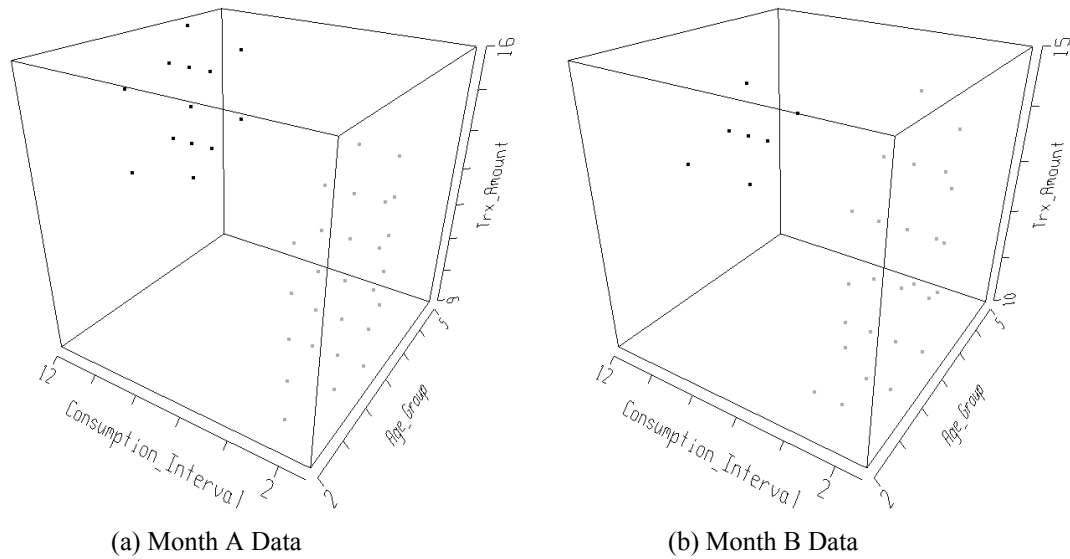 16
Trx_Amount
9
5
Age_Group
2
12
Consumption_Interval
2
15
Trx_Amount
10
5
Age_Group
2
12
Consumption_Interval
2
(a) Month A Data
(b) Month B Data